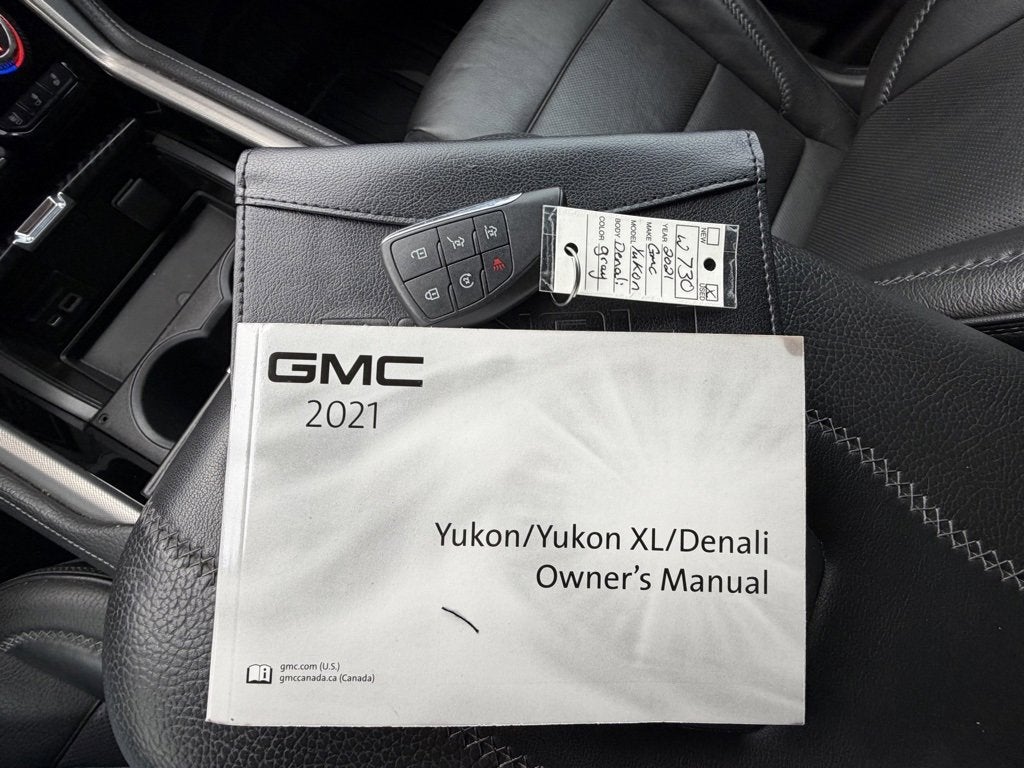 NEW
USED
W730
YEAR 2021
MAKE Gmc
MODEL Yukon
BODY Denali
COLOR gray
GMC
2021
Yukon/Yukon XL/Denali
Owner's Manual
gmc.com (U.S.)
gmccanada.ca (Canada)